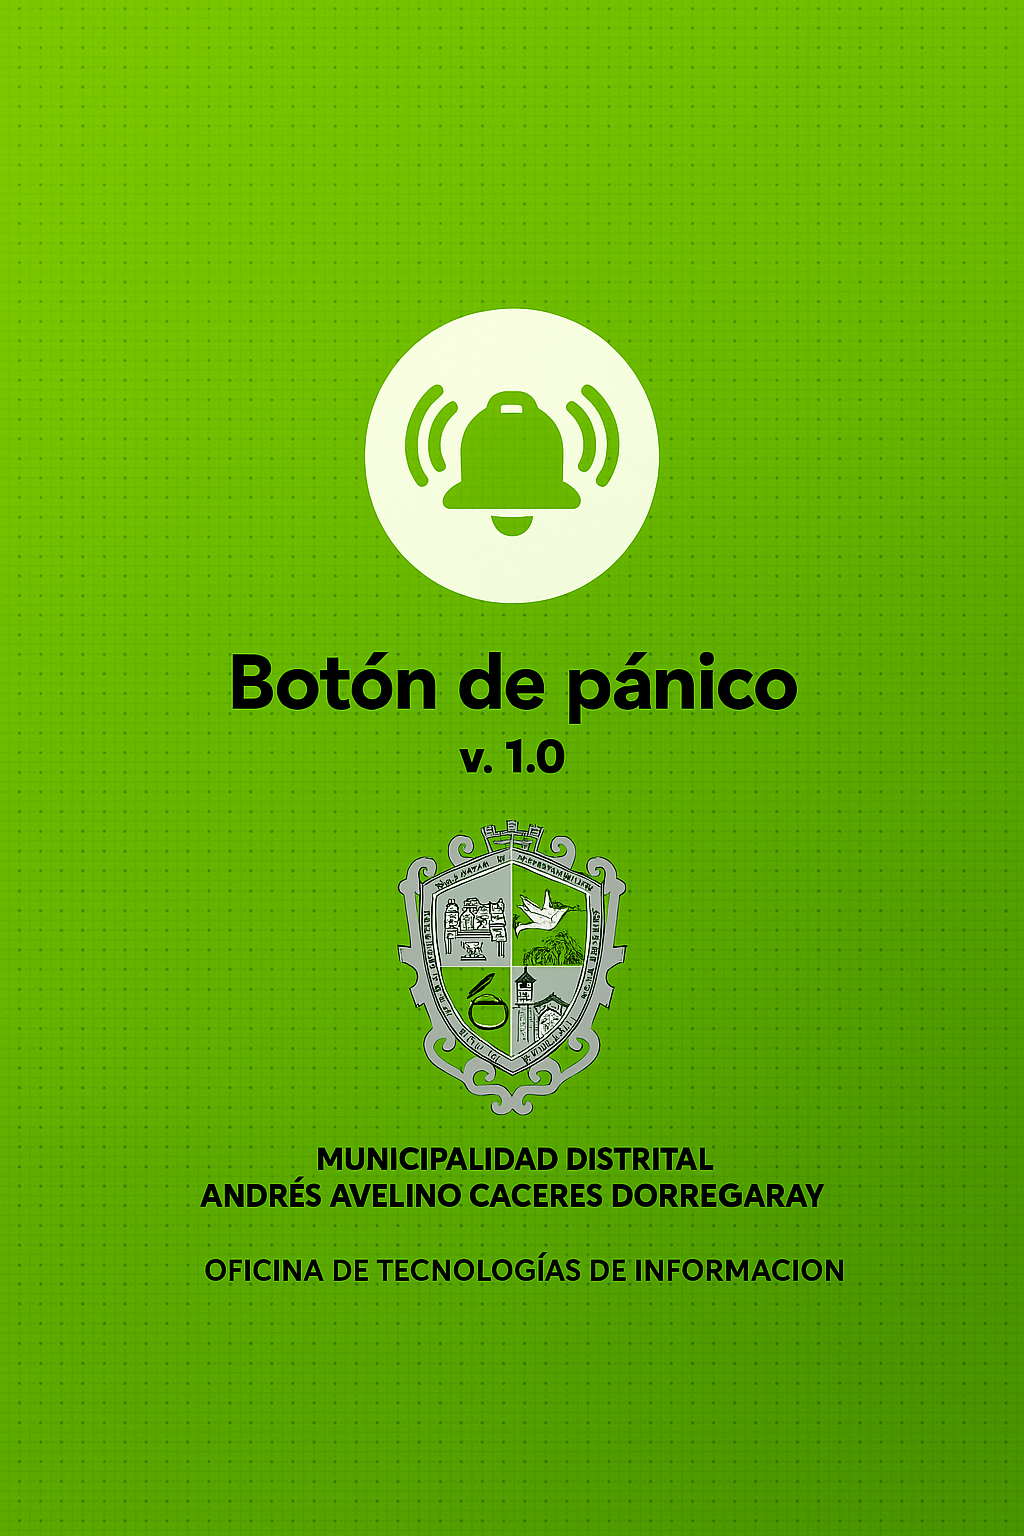 Botón de pánico
v. 1.0
MUNICIPALIDAD DISTRITAL
ANDRÉS AVELINO CACERES DORREGARAY
OFICINA DE TECNOLOGÍAS DE INFORMACION